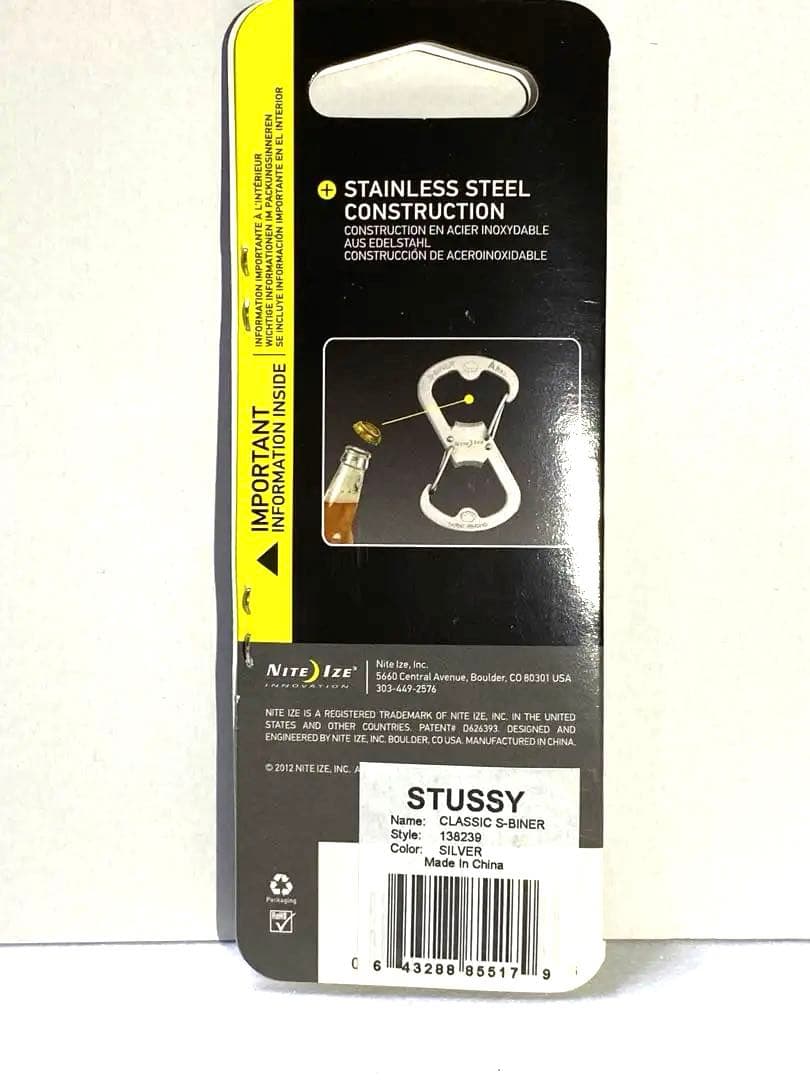 INFORMATION IMPORTANTE À L'INTÉRIEUR
WICHTIGE INFORMATIONEN IM PACKUNGSINNEREN
SE INCLUYE INFORMACIÓN IMPORTANTE EN EL INTERIOR
IMPORTANT
INFORMATION INSIDE
+ STAINLESS STEEL
CONSTRUCTION
CONSTRUCTION EN ACIER INOXYDABLE
AUS EDELSTAHL
CONSTRUCCIÓN DE ACEROINOXIDABLE
NITE IZE
NITE IZE®
INNOVATION
Nite Ize, Inc.
5660 Central Avenue, Boulder, CO 80301 USA
303-449-2576
NITE IZE IS A REGISTERED TRADEMARK OF NITE IZE, INC. IN THE UNITED
STATES AND OTHER COUNTRIES. PATENT# D626393. DESIGNED AND
ENGINEERED BY NITE IZE, INC. BOULDER, CO USA. MANUFACTURED IN CHINA.
© 2012 NITE IZE, INC. A
STUSSY
Name: CLASSIC S-BINER
Style: 138239
Color: SILVER
Made In China
Packaging
RoHS
0 6 43288 85517 9